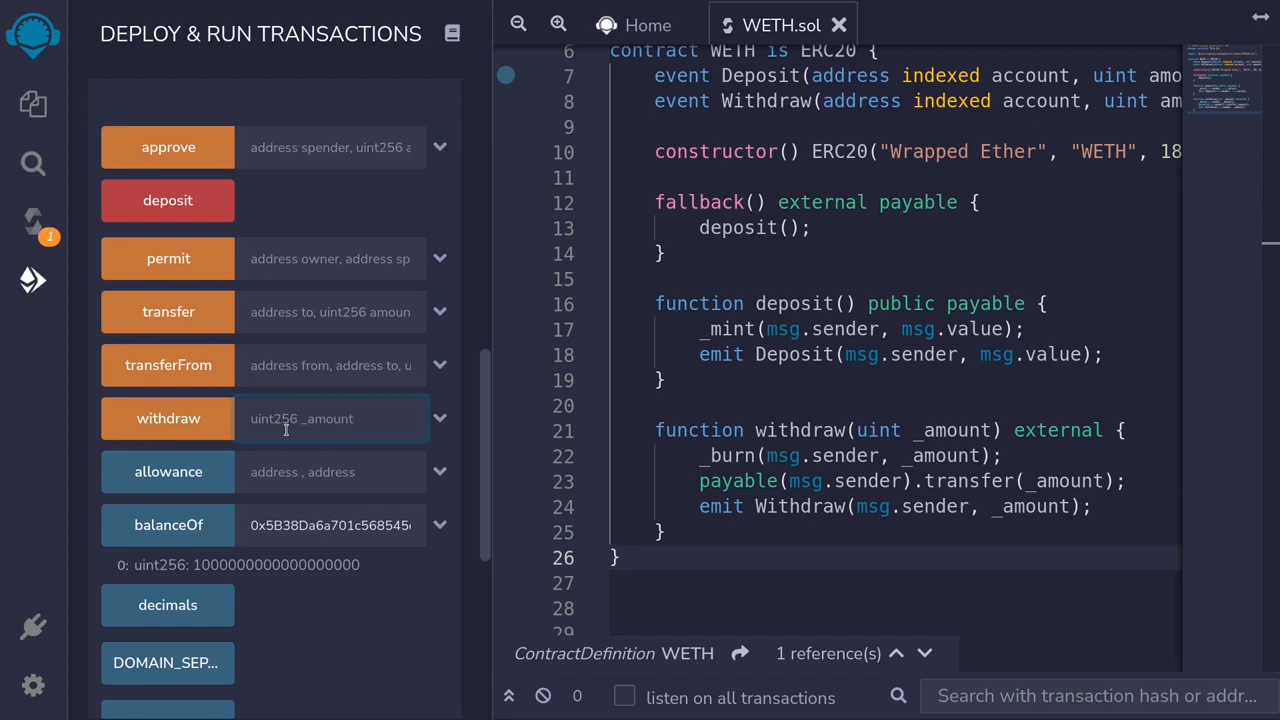 DEPLOY & RUN TRANSACTIONS
approve address spender, uint256 a
deposit
permit address owner, address sp
transfer address to, uint256 amoun
transferFrom address from, address to, u
withdraw uint256 _amount
allowance address , address
balanceOf 0x5B38Da6a701c568545
0: uint256: 1000000000000000000
decimals
DOMAIN_SEP...
1
Home WETH.sol
6 contract WETH is ERC20 {
7 event Deposit(address indexed account, uint amo
8 event Withdraw(address indexed account, uint am
9
10 constructor() ERC20("Wrapped Ether", "WETH", 18
11
12 fallback() external payable {
13 deposit();
14 }
15
16 function deposit() public payable {
17 _mint(msg.sender, msg.value);
18 emit Deposit(msg.sender, msg.value);
19 }
20
21 function withdraw(uint _amount) external {
22 _burn(msg.sender, _amount);
23 payable(msg.sender).transfer(_amount);
24 emit Withdraw(msg.sender, _amount);
25 }
26 }
27
28
29
ContractDefinition WETH 1 reference(s)
0 listen on all transactions Search with transaction hash or addr...